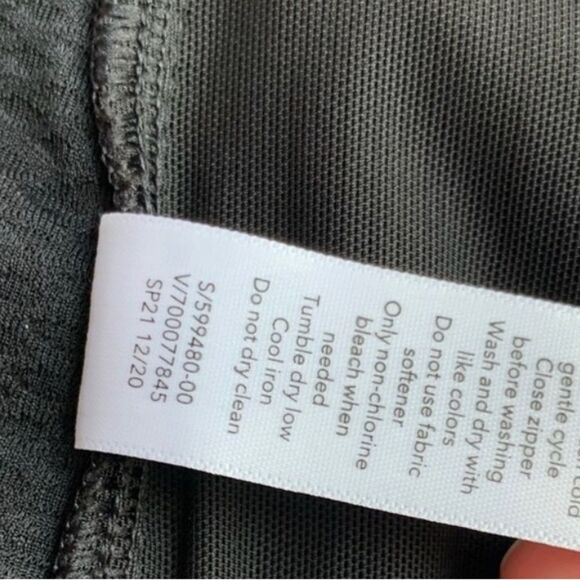 gentle cycle
Close zipper
before washing
Wash and dry with
like colors
Do not use fabric
softener
Only non-chlorine
bleach when
needed
Tumble dry low
Cool iron
Do not dry clean
S/599480-00
V/700077845
SP21 12/20